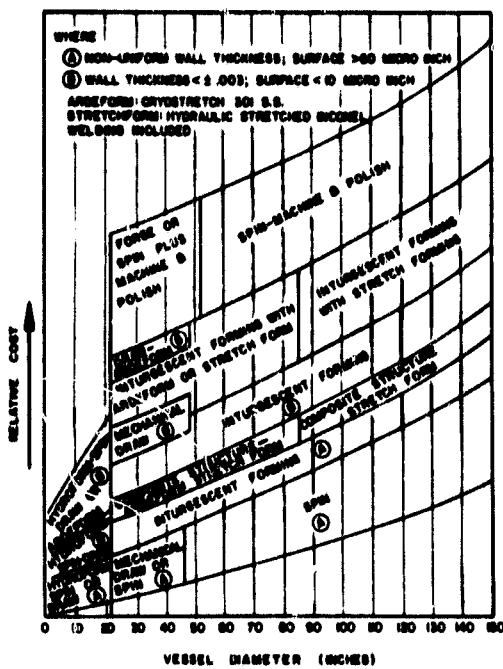 WHERE
Ⓐ NON-UNIFORM WALL THICKNESS; SURFACE >60 MICRO INCH
Ⓑ WALL THICKNESS < ± .003; SURFACE < 10 MICRO INCH
ARDEFORM: CRYOSTRETCH 301 S.S.
STRETCHFORM: HYDRAULIC STRETCHED INCONEL
WELDING INCLUDED
FORGE OR
SPIN PLUS
MACHINE &
POLISH
SPIN-MACHINE & POLISH
Ⓑ
INTURGESCENT FORMING WITH
ARDEFORM OR STRETCH FORM
INTURGESCENT FORMING
WITH STRETCH FORMING
MECHANICAL
DRAW Ⓑ
INTURGESCENT FORMING
Ⓑ
COMPOSITE STRUCTURE
STRETCH FORM
INTURGESCENT FORMING Ⓐ
SPIN
Ⓐ
MECHANICAL
DRAW OR
SPIN Ⓐ
RELATIVE COST
0 10 20 30 40 50 60 70 80 90 100 110 120 130 140 150
VESSEL DIAMETER (INCHES)